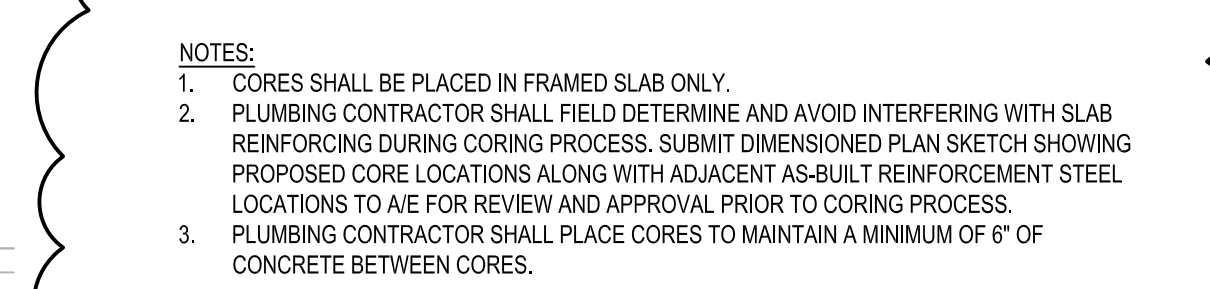 NOTES:
1. CORES SHALL BE PLACED IN FRAMED SLAB ONLY.
2. PLUMBING CONTRACTOR SHALL FIELD DETERMINE AND AVOID INTERFERING WITH SLAB
REINFORCING DURING CORING PROCESS. SUBMIT DIMENSIONED PLAN SKETCH SHOWING
PROPOSED CORE LOCATIONS ALONG WITH ADJACENT AS-BUILT REINFORCEMENT STEEL
LOCATIONS TO A/E FOR REVIEW AND APPROVAL PRIOR TO CORING PROCESS.
3. PLUMBING CONTRACTOR SHALL PLACE CORES TO MAINTAIN A MINIMUM OF 6" OF
CONCRETE BETWEEN CORES.